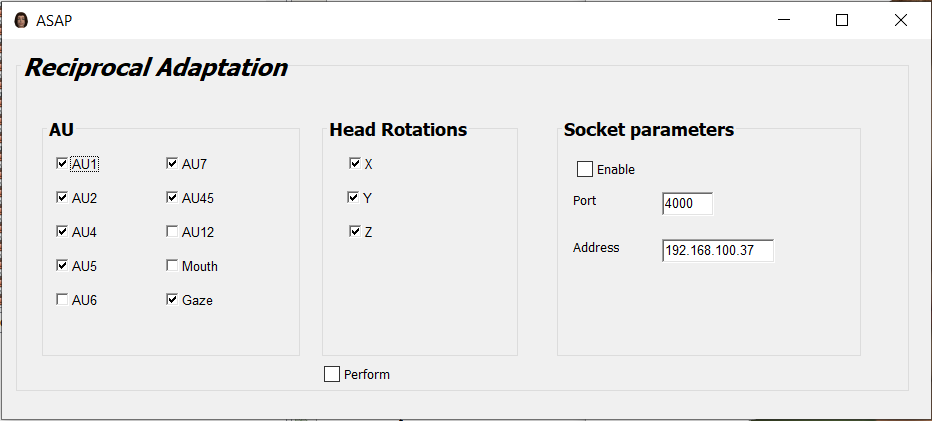 ASAP
Reciprocal Adaptation
AU
AU1
AU2
AU4
AU5
AU6
AU7
AU45
AU12
Mouth
Gaze
Head Rotations
X
Y
Z
Socket parameters
Enable
Port 4000
Address 192.168.100.37
Perform